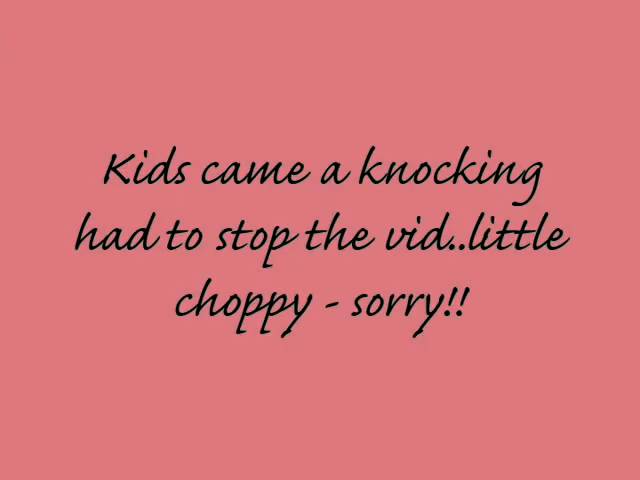 Kids came a knocking
had to stop the vid..little
choppy - sorry!!